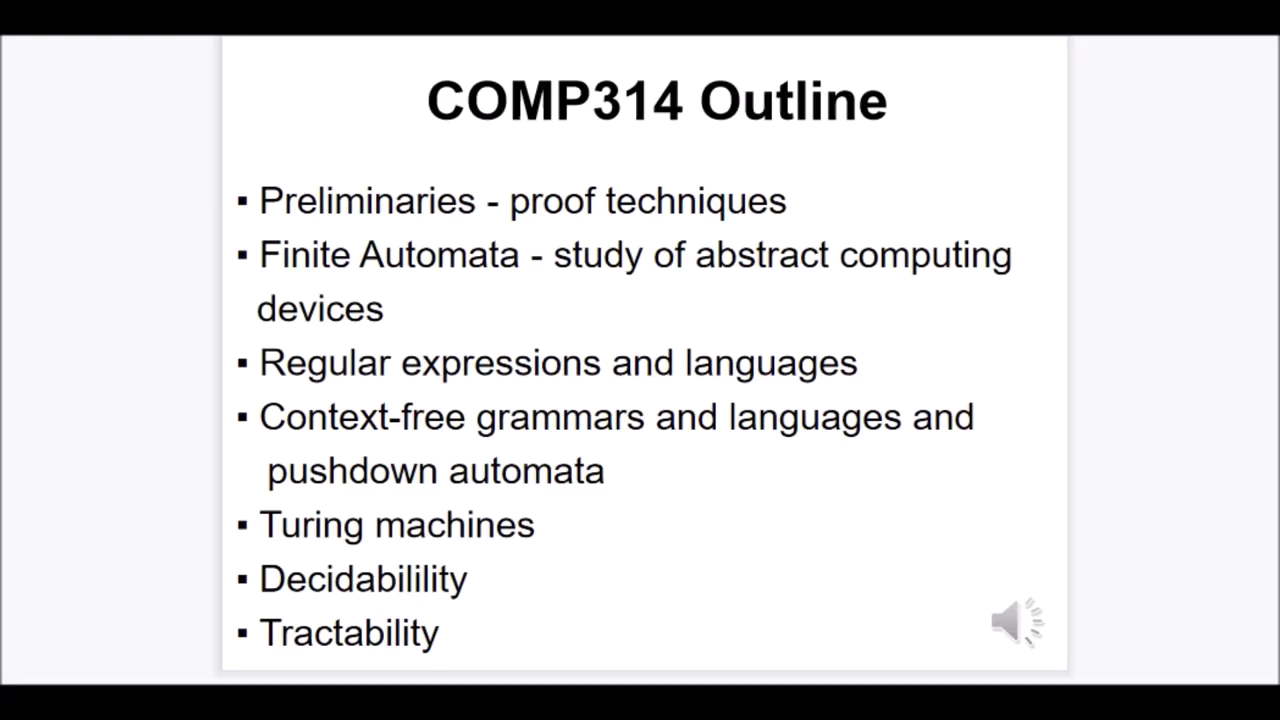 COMP314 Outline
▪ Preliminaries - proof techniques
▪ Finite Automata - study of abstract computing
devices
▪ Regular expressions and languages
▪ Context-free grammars and languages and
pushdown automata
▪ Turing machines
▪ Decidabilility
▪ Tractability